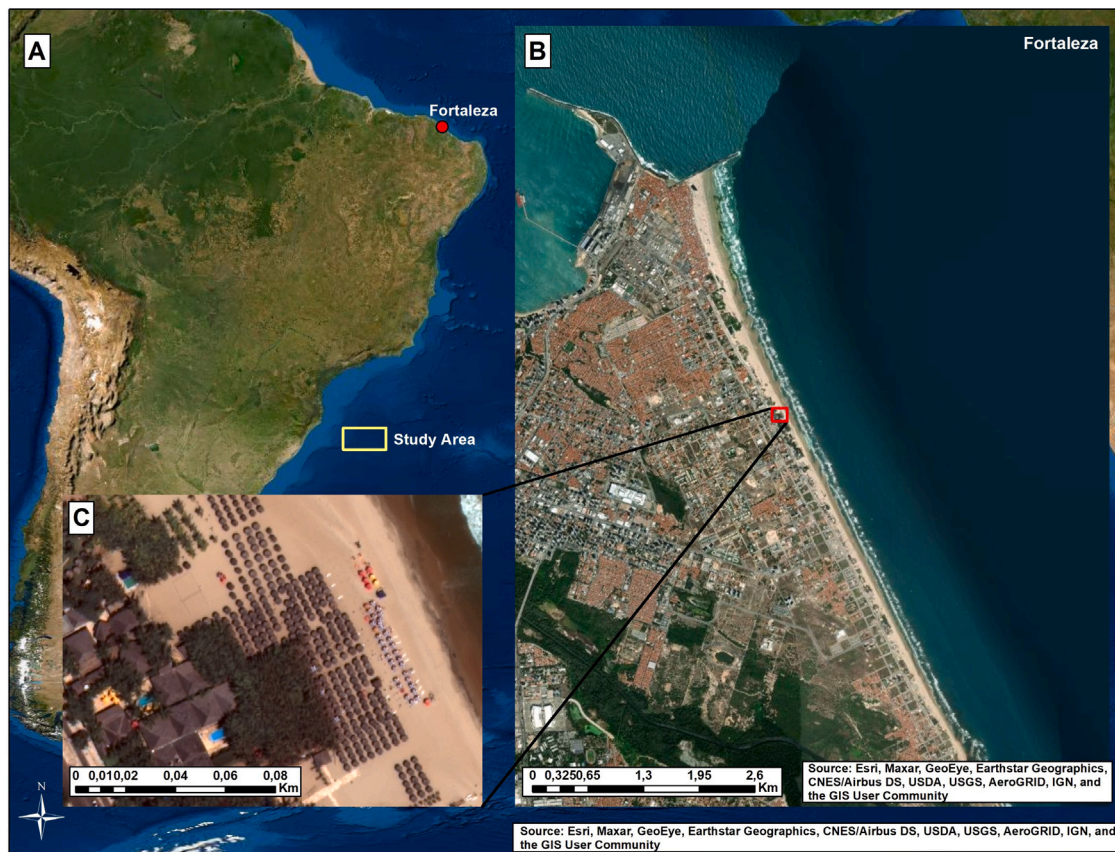 A
Fortaleza
Study Area
B
Fortaleza
C
0 0,010,02 0,04 0,06 0,08
Km
0 0,3250,65 1,3 1,95 2,6
Km
Source: Esri, Maxar, GeoEye, Earthstar Geographics,
CNES/Airbus DS, USDA, USGS, AeroGRID, IGN, and
the GIS User Community
N
Source: Esri, Maxar, GeoEye, Earthstar Geographics, CNES/Airbus DS, USDA, USGS, AeroGRID, IGN, and
the GIS User Community